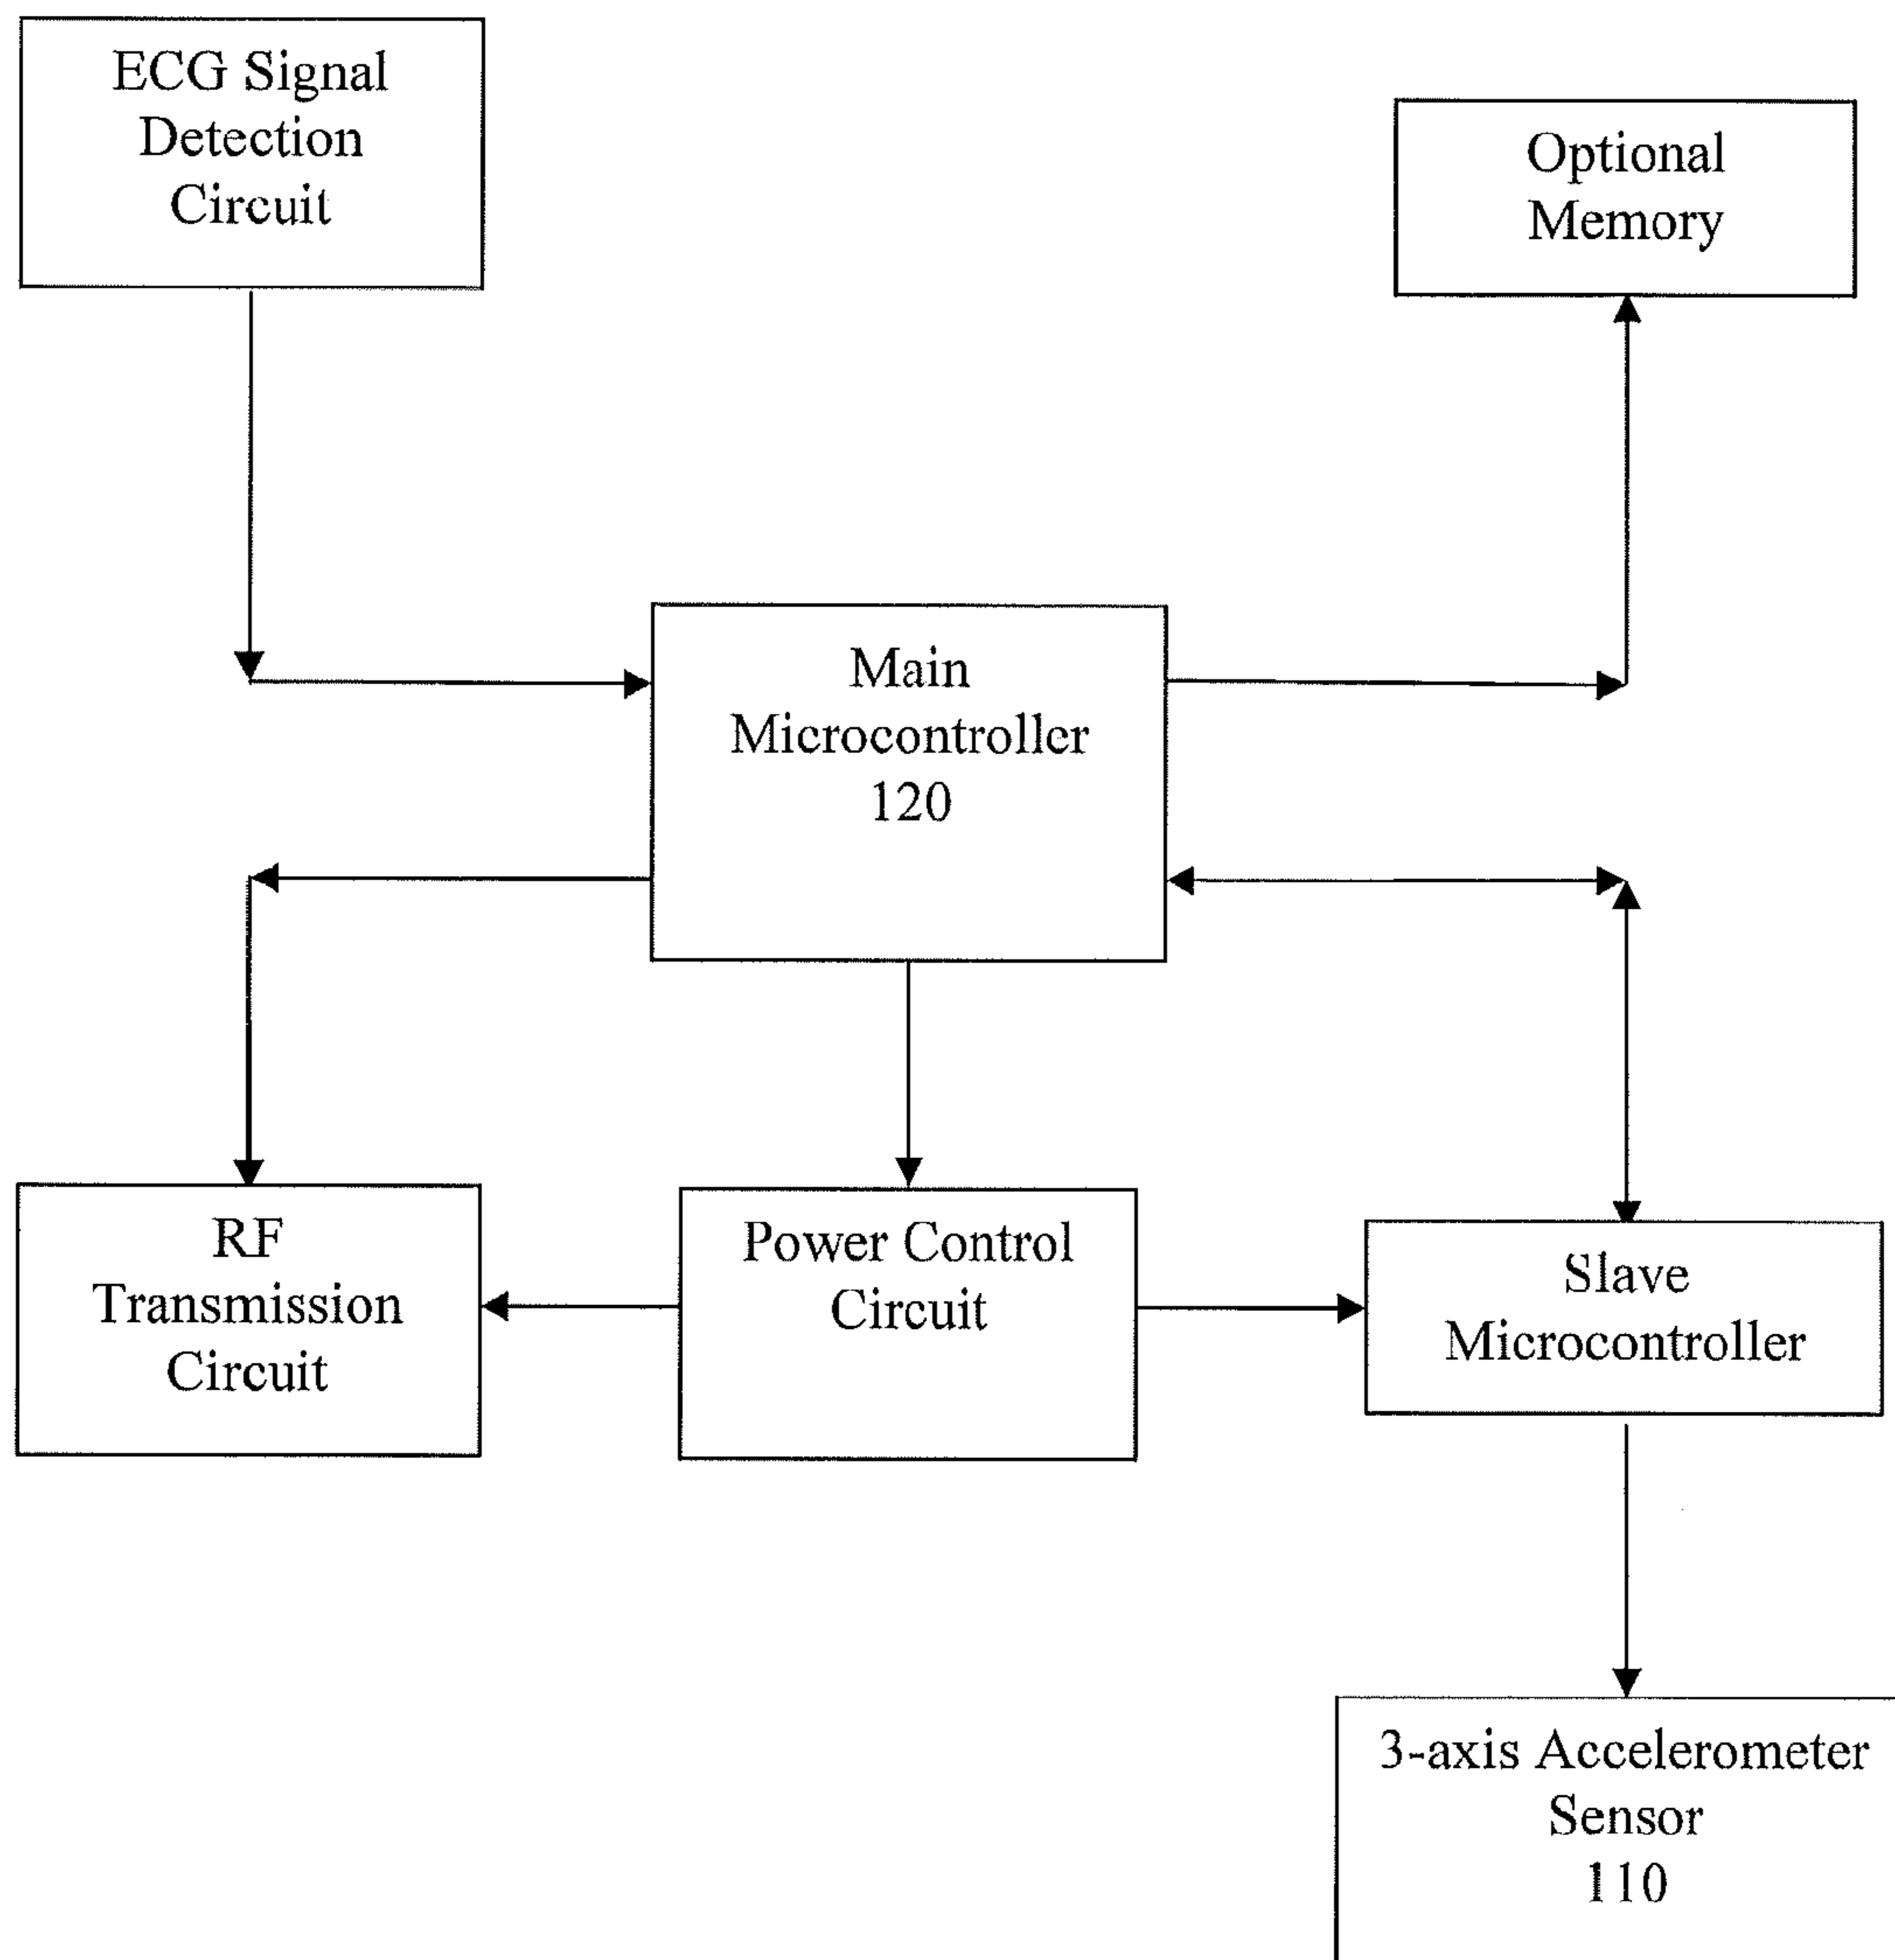 ECG Signal
Detection
Circuit
Optional
Memory
Main
Microcontroller
120
RF
Transmission
Circuit
Power Control
Circuit
Slave
Microcontroller
3-axis Accelerometer
Sensor
110